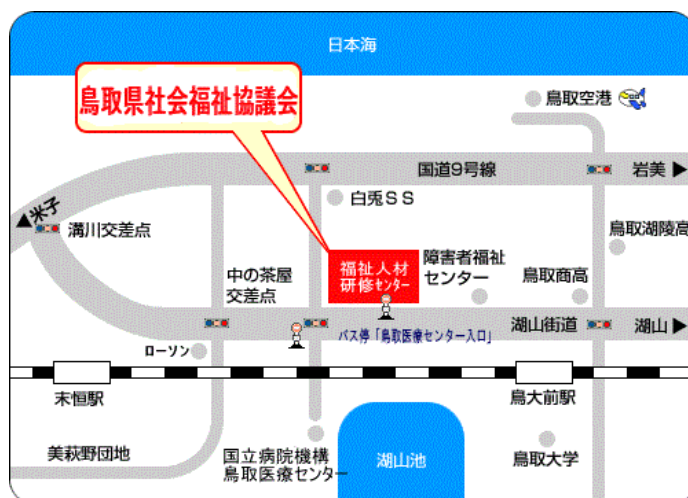 日本海
鳥取県社会福祉協議会
鳥取空港
国道9号線
岩美▶
◀米子
白兎SS
溝川交差点
鳥取湖陵高
福祉人材
研修センター
障害者福祉
センター
中の茶屋
交差点
鳥取商高
バス停「鳥取医療センター入口」
湖山街道
湖山▶
ローソン
末恒駅
鳥大前駅
美萩野団地
国立病院機構
鳥取医療センター
湖山池
鳥取大学